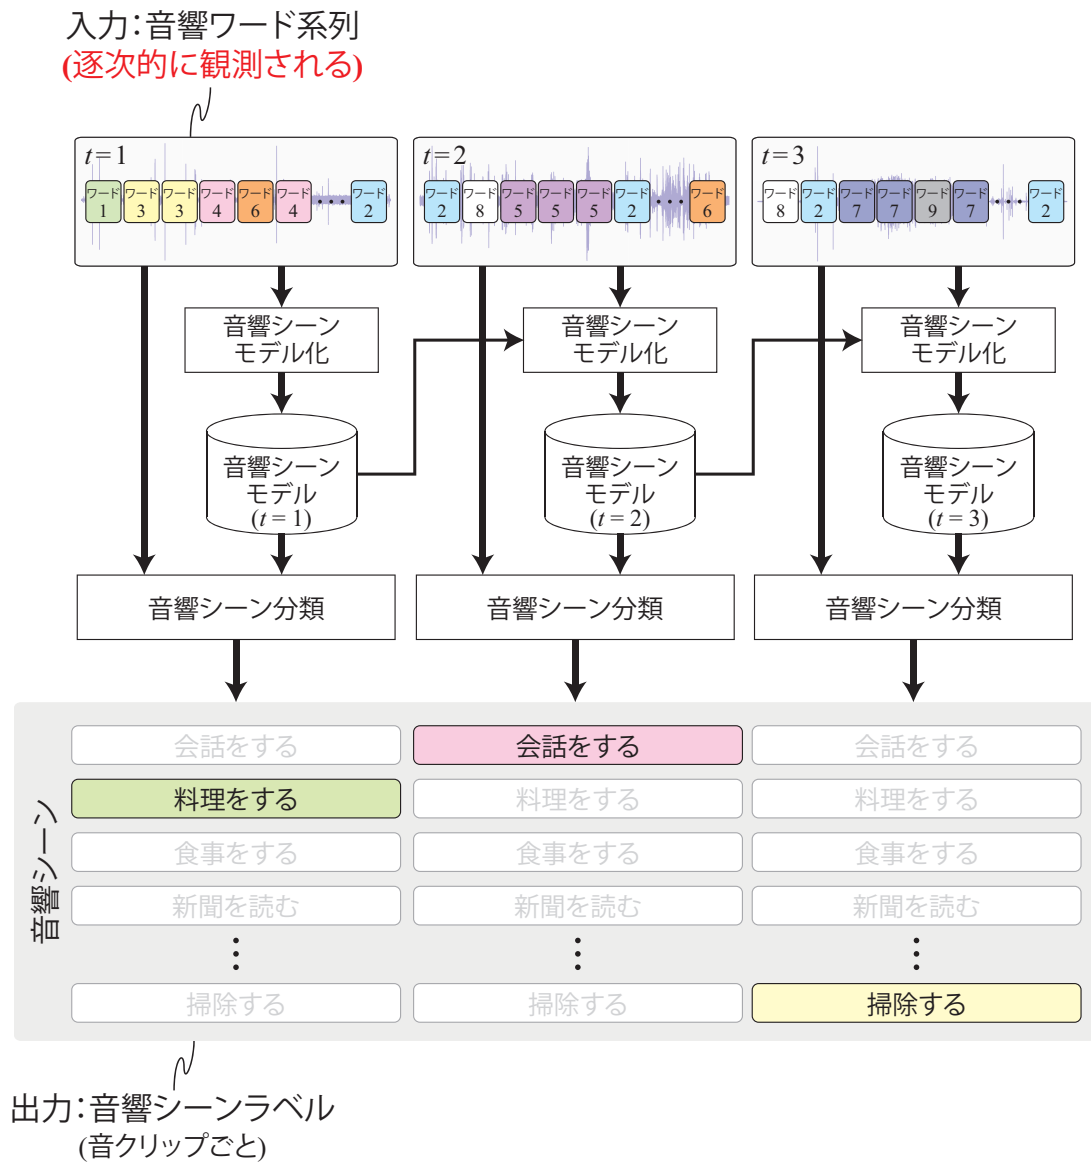 入力：音響ワード系列
(逐次的に観測される)
t=1
ワード 1 ワード 3 ワード 3 ワード 4 ワード 6 ワード 4 ••• ワード 2
t=2
ワード 2 ワード 8 ワード 5 ワード 5 ワード 5 ワード 2 ••• ワード 6
t=3
ワード 8 ワード 2 ワード 7 ワード 7 ワード 9 ワード 7 ••• ワード 2
音響シーン
モデル化
音響シーン
モデル化
音響シーン
モデル化
音響シーン
モデル
(t = 1)
音響シーン
モデル
(t = 2)
音響シーン
モデル
(t = 3)
音響シーン分類
音響シーン分類
音響シーン分類
音響シーン
会話をする
会話をする
会話をする
料理をする
料理をする
料理をする
食事をする
食事をする
食事をする
新聞を読む
新聞を読む
新聞を読む
掃除する
掃除する
掃除する
出力：音響シーンラベル
(音クリップごと)